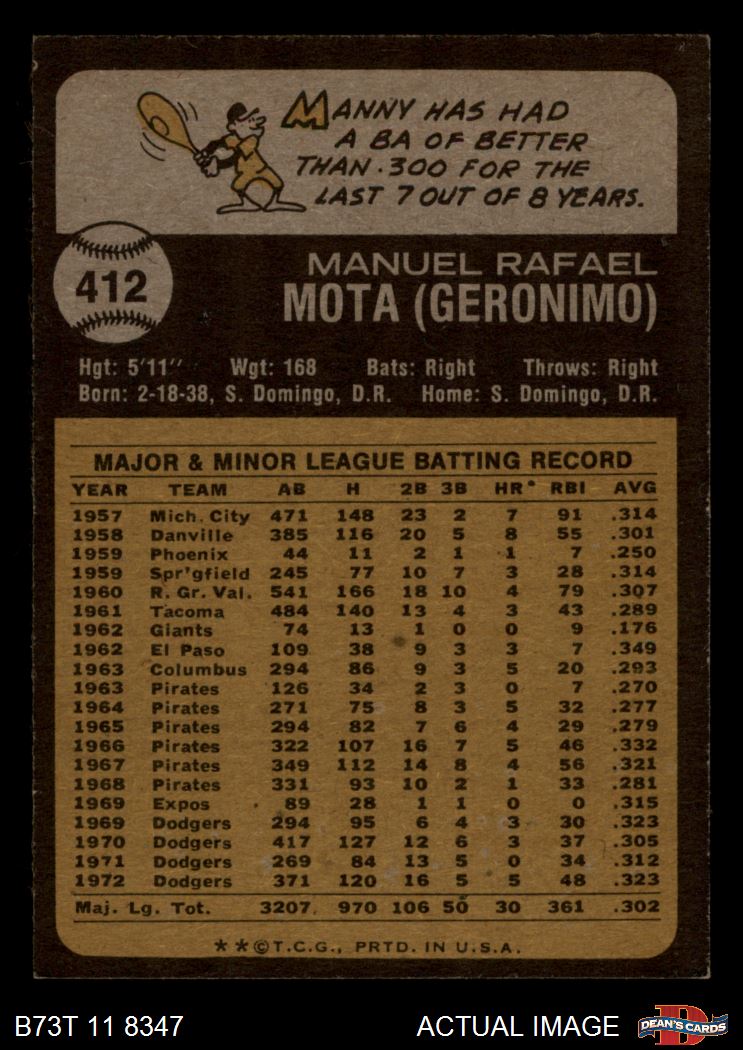 MANNY HAS HAD
A BA OF BETTER
THAN .300 FOR THE
LAST 7 OUT OF 8 YEARS.
412
MANUEL RAFAEL
MOTA (GERONIMO)
Hgt: 5'11" Wgt: 168 Bats: Right Throws: Right
Born: 2-18-38, S. Domingo, D.R. Home: S. Domingo, D.R.
MAJOR & MINOR LEAGUE BATTING RECORD
YEAR TEAM AB H 2B 3B HR RBI AVG
1957 Mich. City 471 148 23 2 7 91 .314
1958 Danville 385 116 20 5 8 55 .301
1959 Phoenix 44 11 2 1 1 7 .250
1959 Spr'gfield 245 77 10 7 3 28 .314
1960 R. Gr. Val. 541 166 18 10 4 79 .307
1961 Tacoma 484 140 13 4 3 43 .289
1962 Giants 74 13 1 0 0 9 .176
1962 El Paso 109 38 9 3 3 7 .349
1963 Columbus 294 86 9 3 5 20 .293
1963 Pirates 126 34 2 3 0 7 .270
1964 Pirates 271 75 8 3 5 32 .277
1965 Pirates 294 82 7 6 4 29 .279
1966 Pirates 322 107 16 7 5 46 .332
1967 Pirates 349 112 14 8 4 56 .321
1968 Pirates 331 93 10 2 1 33 .281
1969 Expos 89 28 1 1 0 0 .315
1969 Dodgers 294 95 6 4 3 30 .323
1970 Dodgers 417 127 12 6 3 37 .305
1971 Dodgers 269 84 13 5 0 34 .312
1972 Dodgers 371 120 16 5 5 48 .323
Maj. Lg. Tot. 3207 970 106 50 30 361 .302
**©T.C.G., PRTD. IN U.S.A.
B73T 11 8347 ACTUAL IMAGE DEAN'S CARDS